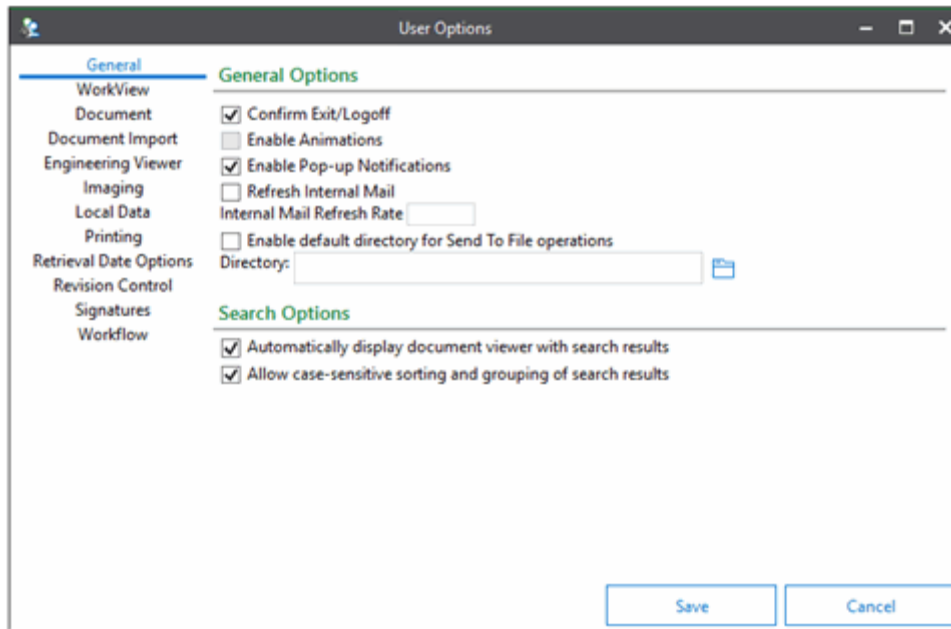 User Options
General
WorkView
Document
Document Import
Engineering Viewer
Imaging
Local Data
Printing
Retrieval Date Options
Revision Control
Signatures
Workflow
General Options
Confirm Exit/Logoff
Enable Animations
Enable Pop-up Notifications
Refresh Internal Mail
Internal Mail Refresh Rate
Enable default directory for Send To File operations
Directory:
Search Options
Automatically display document viewer with search results
Allow case-sensitive sorting and grouping of search results
Save
Cancel